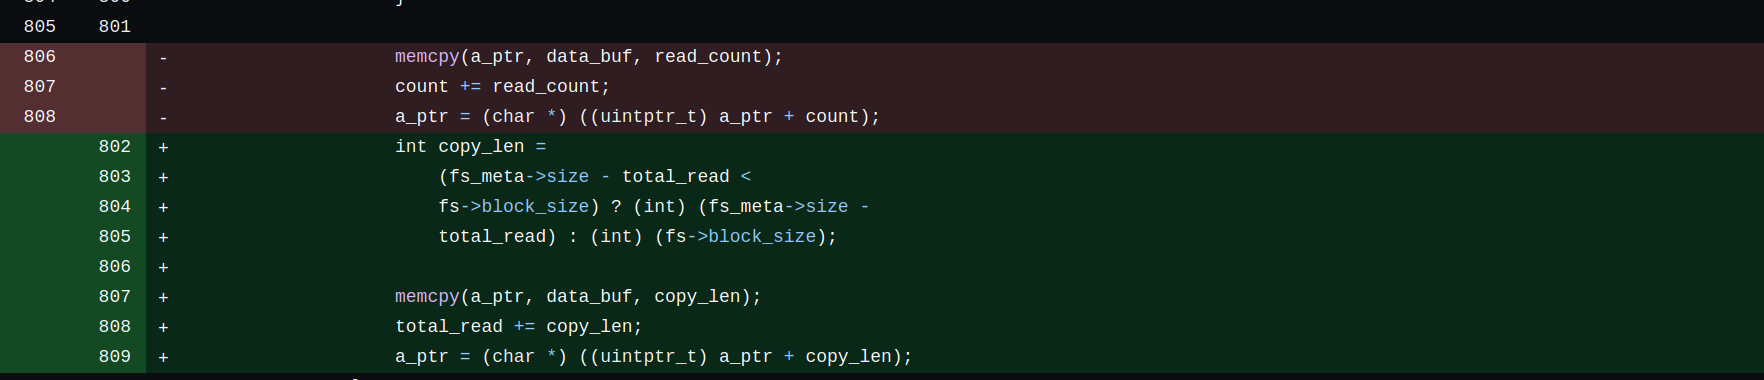 805 801
806 - memcpy(a_ptr, data_buf, read_count);
807 - count += read_count;
808 - a_ptr = (char *) ((uintptr_t) a_ptr + count);
802 + int copy_len =
803 + (fs_meta->size - total_read <
804 + fs->block_size) ? (int) (fs_meta->size -
805 + total_read) : (int) (fs->block_size);
806 +
807 + memcpy(a_ptr, data_buf, copy_len);
808 + total_read += copy_len;
809 + a_ptr = (char *) ((uintptr_t) a_ptr + copy_len);